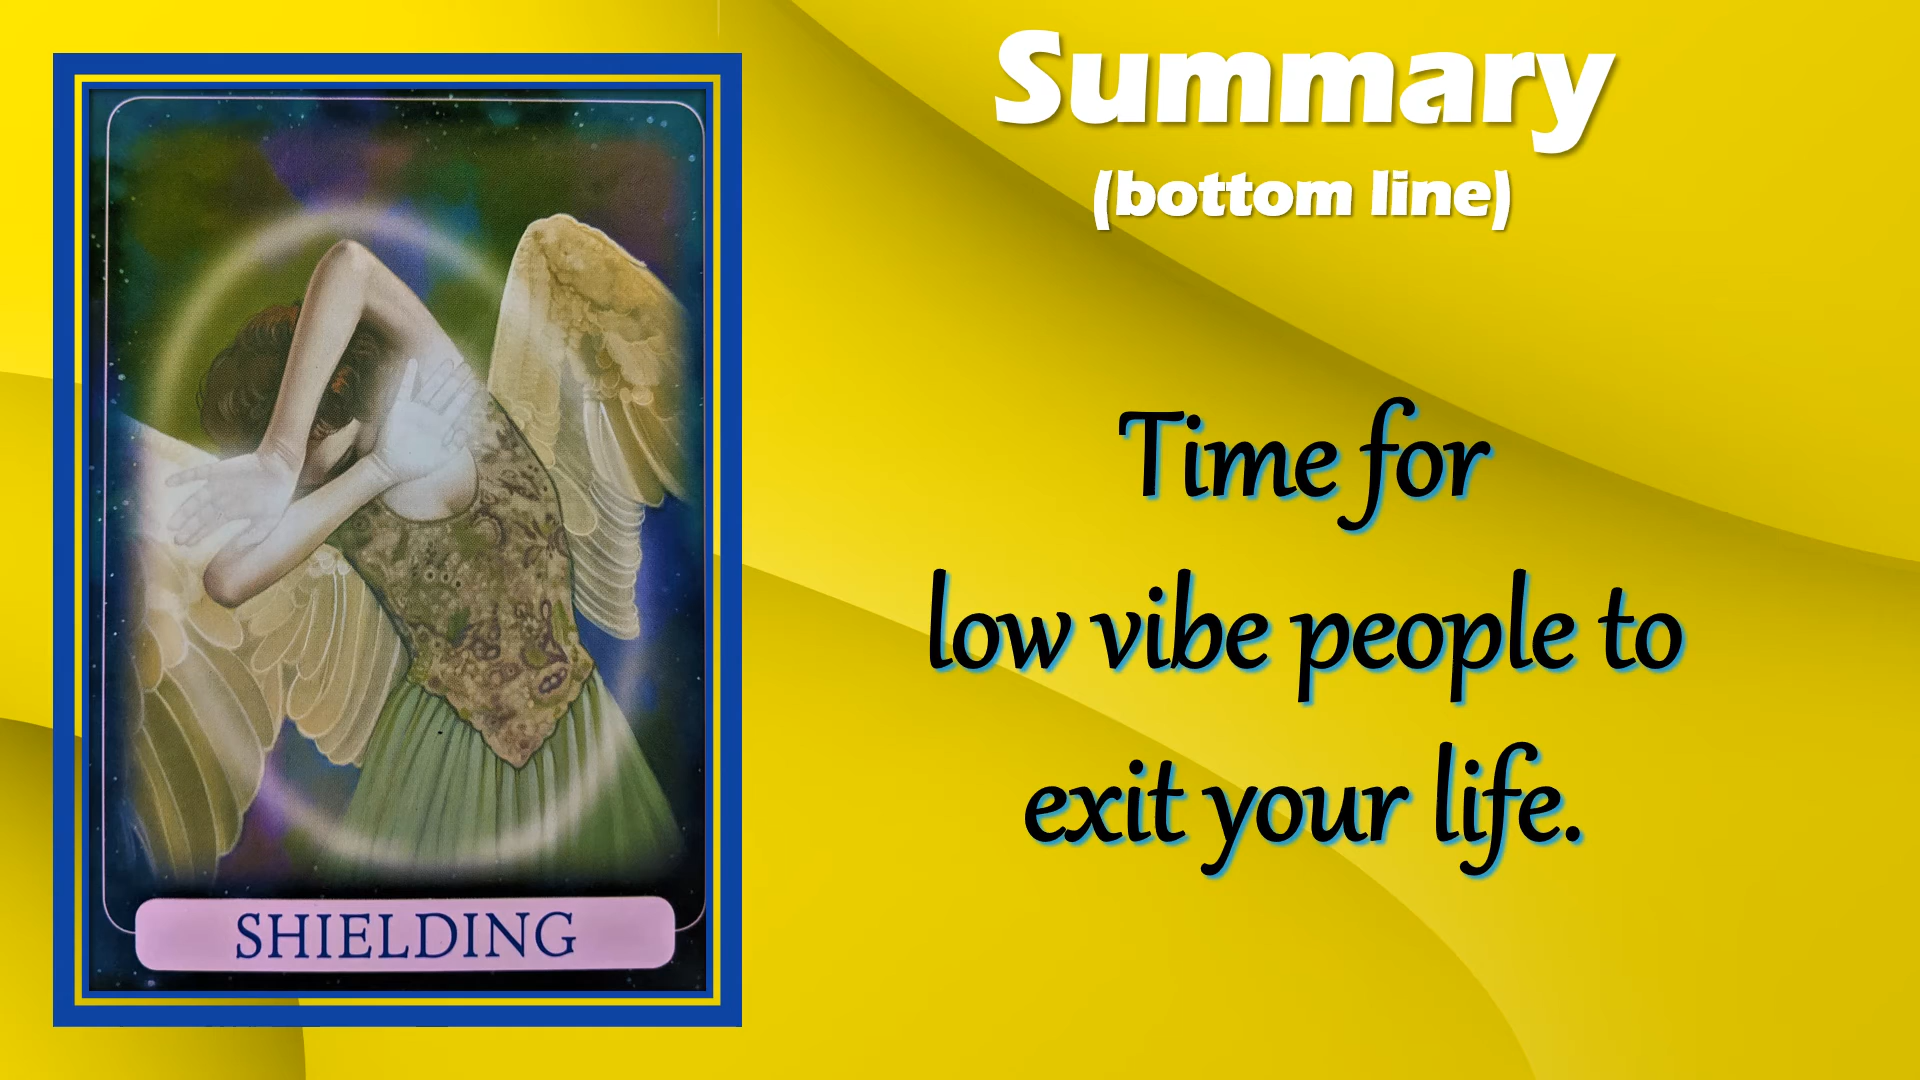 Summary
(bottom line)
Time for
low vibe people to
exit your life.
SHIELDING